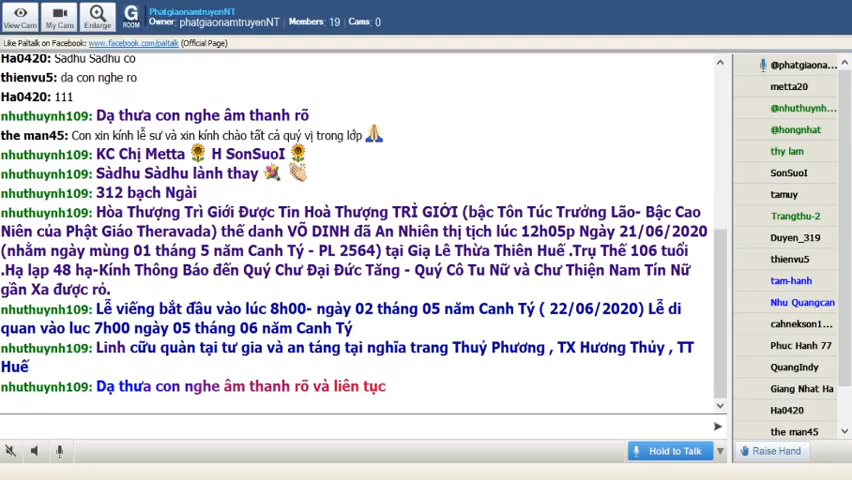 View Cam
My Cam
Enlarge
G
ROOM
PhatgiaonamtruyenNT
Owner: phatgiaonamtruyenNT | Members: 19 | Cams: 0
Like Paltalk on Facebook: www.facebook.com/paltalk (Official Page)
Ha0420: Sadhu Sadhu co
thienvu5: da con nghe ro
Ha0420: 111
nhuthuynh109: Dạ thưa con nghe âm thanh rõ
the man45: Con xin kính lễ sư và xin kính chào tất cả quý vị trong lớp
nhuthuynh109: KC Chị Metta H SonSuoI
nhuthuynh109: Sàdhu Sàdhu lành thay
nhuthuynh109: 312 bạch Ngài
nhuthuynh109: Hòa Thượng Trì Giới Được Tin Hoà Thượng TRÌ GIỚI (bậc Tôn Túc Trưởng Lão- Bậc Cao
Niên của Phật Giáo Theravada) thế danh VÕ DINH đã An Nhiên thị tịch lúc 12h05p Ngày 21/06/2020
(nhằm ngày mùng 01 tháng 5 năm Canh Tý - PL 2564) tại Gia Lê Thừa Thiên Huế .Trụ Thế 106 tuổi
.Hạ lạp 48 hạ-Kính Thông Báo đến Quý Chư Đại Đức Tăng - Quý Cô Tu Nữ và Chư Thiện Nam Tín Nữ
gần Xa được rỏ.
nhuthuynh109: Lễ viếng bắt đầu vào lúc 8h00- ngày 02 tháng 05 năm Canh Tý ( 22/06/2020) Lễ di
quan vào luc 7h00 ngày 05 tháng 06 năm Canh Tý
nhuthuynh109: Linh cữu quàn tại tư gia và an táng tại nghĩa trang Thuỷ Phương , TX Hương Thủy , TT
Huế
nhuthuynh109: Dạ thưa con nghe âm thanh rõ và liên tục
@phatgiaona...
metta20
@nhuthuynh...
@hongnhat
thy lam
SonSuoI
tamuy
Trangthu-2
Duyen_319
thienvu5
tam-hanh
Nhu Quangcan
cahnekson1...
Phuc Hanh 77
QuangIndy
Giang Nhat Ha
Ha0420
the man45
Hold to Talk
Raise Hand